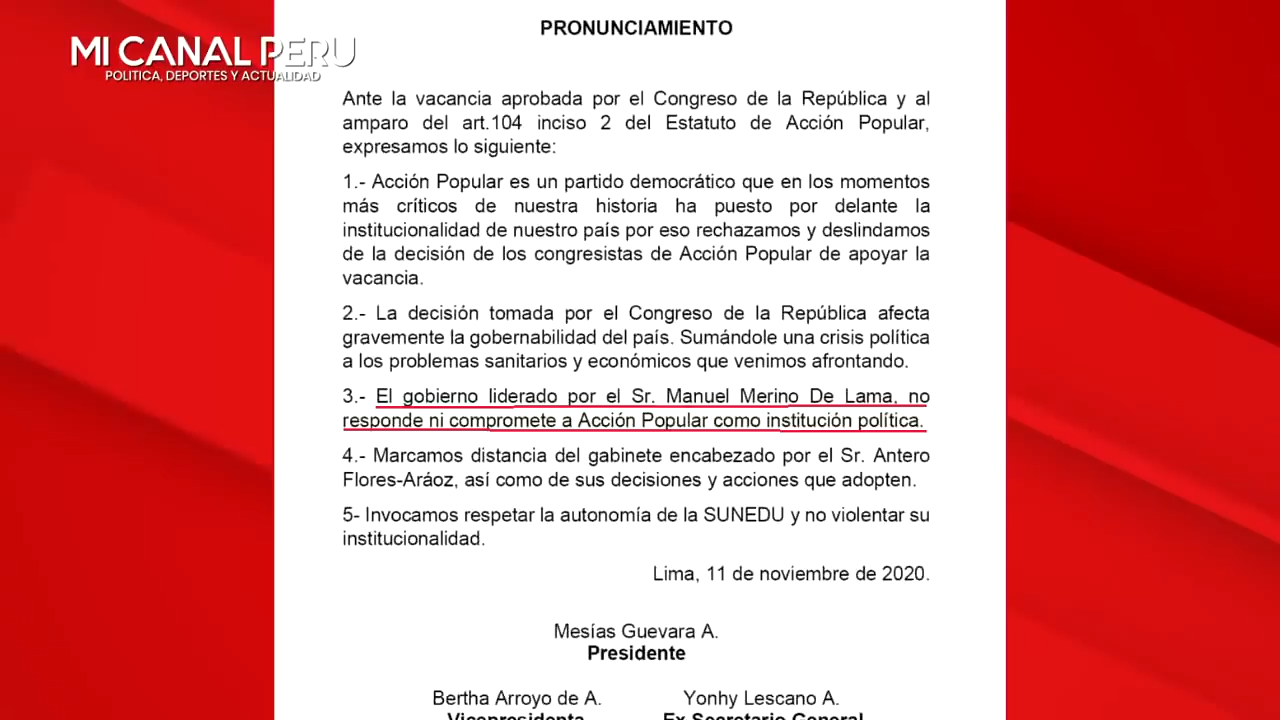 PRONUNCIAMIENTO
MI CANAL PERU
POLITICA, DEPORTES Y ACTUALIDAD
Ante la vacancia aprobada por el Congreso de la República y al
amparo del art.104 inciso 2 del Estatuto de Acción Popular,
expresamos lo siguiente:
1.- Acción Popular es un partido democrático que en los momentos
más críticos de nuestra historia ha puesto por delante la
institucionalidad de nuestro país por eso rechazamos y deslindamos
de la decisión de los congresistas de Acción Popular de apoyar la
vacancia.
2.- La decisión tomada por el Congreso de la República afecta
gravemente la gobernabilidad del país. Sumándole una crisis política
a los problemas sanitarios y económicos que venimos afrontando.
3.- El gobierno liderado por el Sr. Manuel Merino De Lama, no
responde ni compromete a Acción Popular como institución política.
4.- Marcamos distancia del gabinete encabezado por el Sr. Antero
Flores-Aráoz, así como de sus decisiones y acciones que adopten.
5- Invocamos respetar la autonomía de la SUNEDU y no violentar su
institucionalidad.
Lima, 11 de noviembre de 2020.
Mesías Guevara A.
Presidente
Bertha Arroyo de A. Yonhy Lescano A.
Vicepresidenta Ex Secretario General